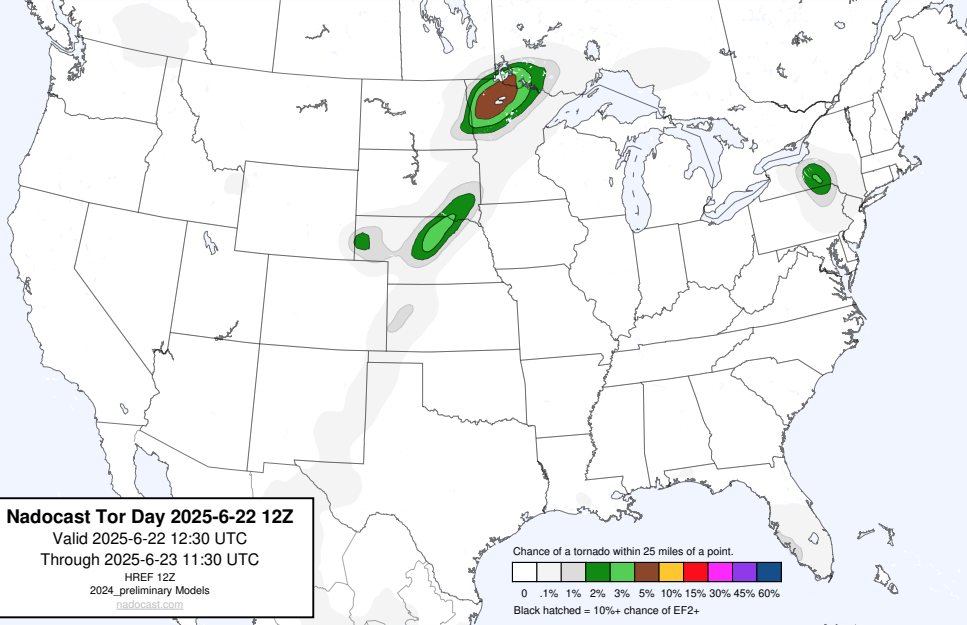 Nadocast Tor Day 2025-6-22 12Z
Valid 2025-6-22 12:30 UTC
Through 2025-6-23 11:30 UTC
HREF 12Z
2024_preliminary Models
nadocast.com
Chance of a tornado within 25 miles of a point.
0 .1% 1% 2% 3% 5% 10% 15% 30% 45% 60%
Black hatched = 10%+ chance of EF2+